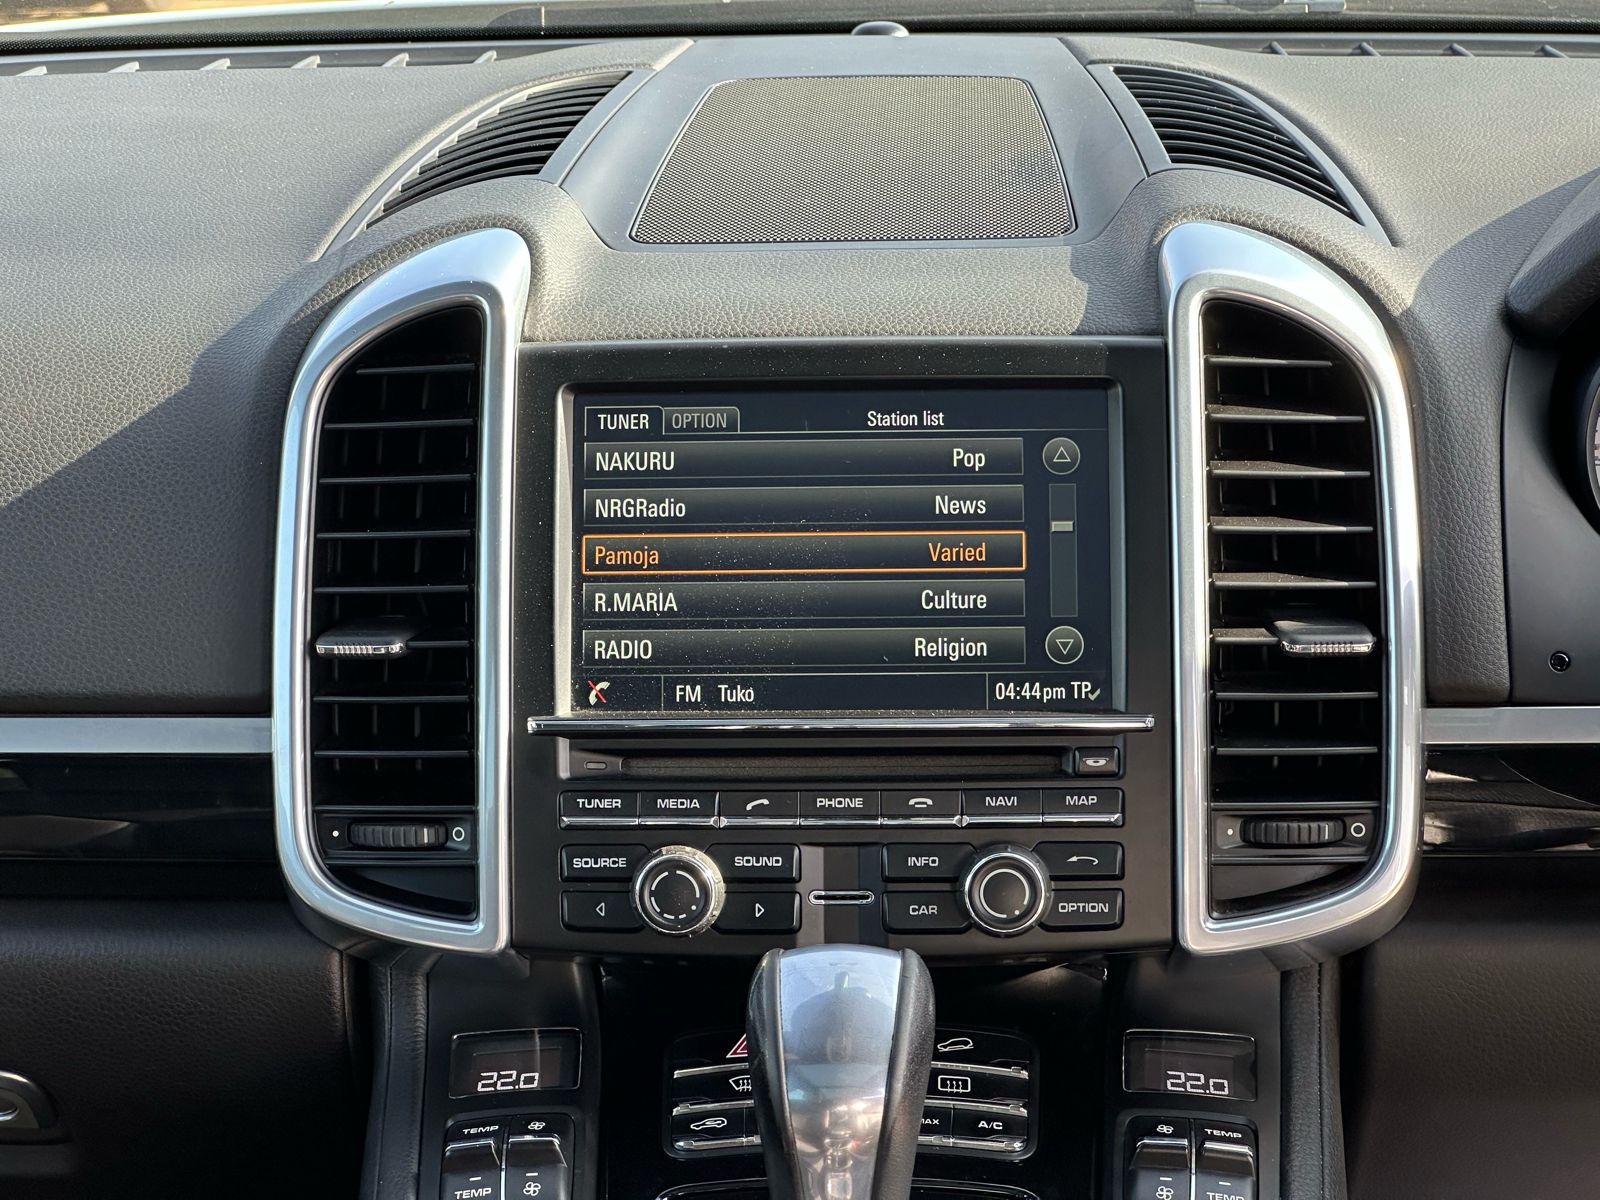 TUNER OPTION Station list
NAKURU Pop
NRGRadio News
Pamoja Varied
R.MARIA Culture
RADIO Religion
FM Tuko 04:44pm TP
TUNER MEDIA PHONE NAVI MAP
SOURCE SOUND INFO
CAR OPTION
22.0 22.0
TEMP MAX A/C TEMP
TEMP TEMP